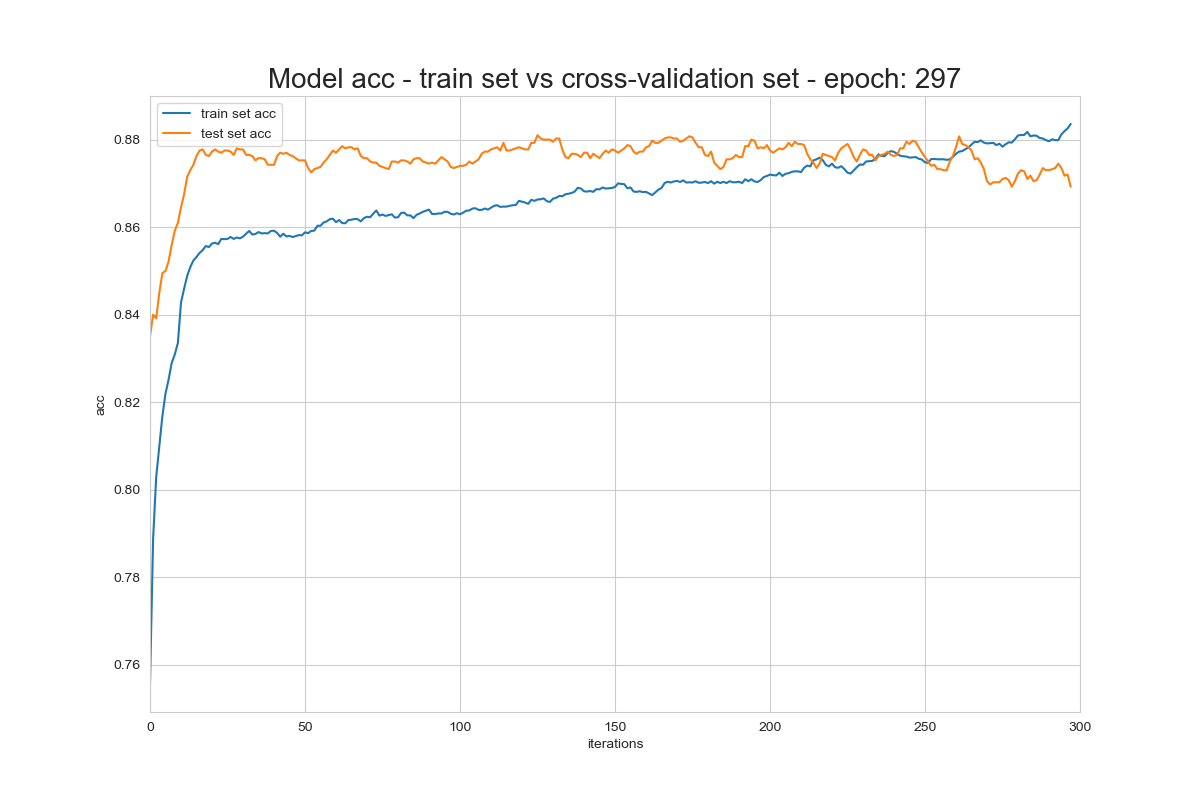 Model acc - train set vs cross-validation set - epoch: 297
train set acc
test set acc
0.88
0.86
0.84
0.82
0.80
0.78
0.76
acc
0 50 100 150 200 250 300
iterations